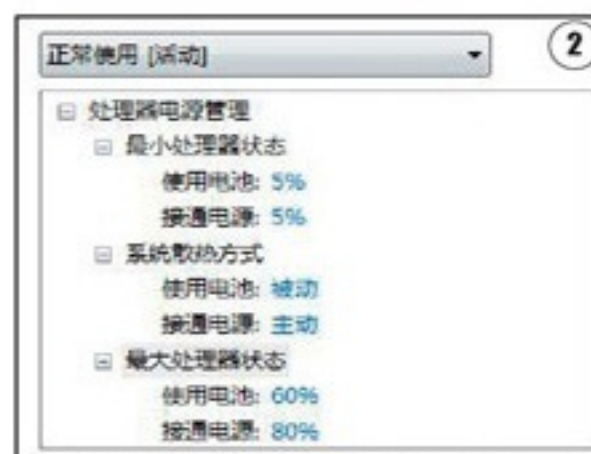 正常使用 [活动]
2
处理器电源管理
最小处理器状态
使用电池: 5%
接通电源: 5%
系统散热方式
使用电池: 被动
接通电源: 主动
最大处理器状态
使用电池: 60%
接通电源: 80%